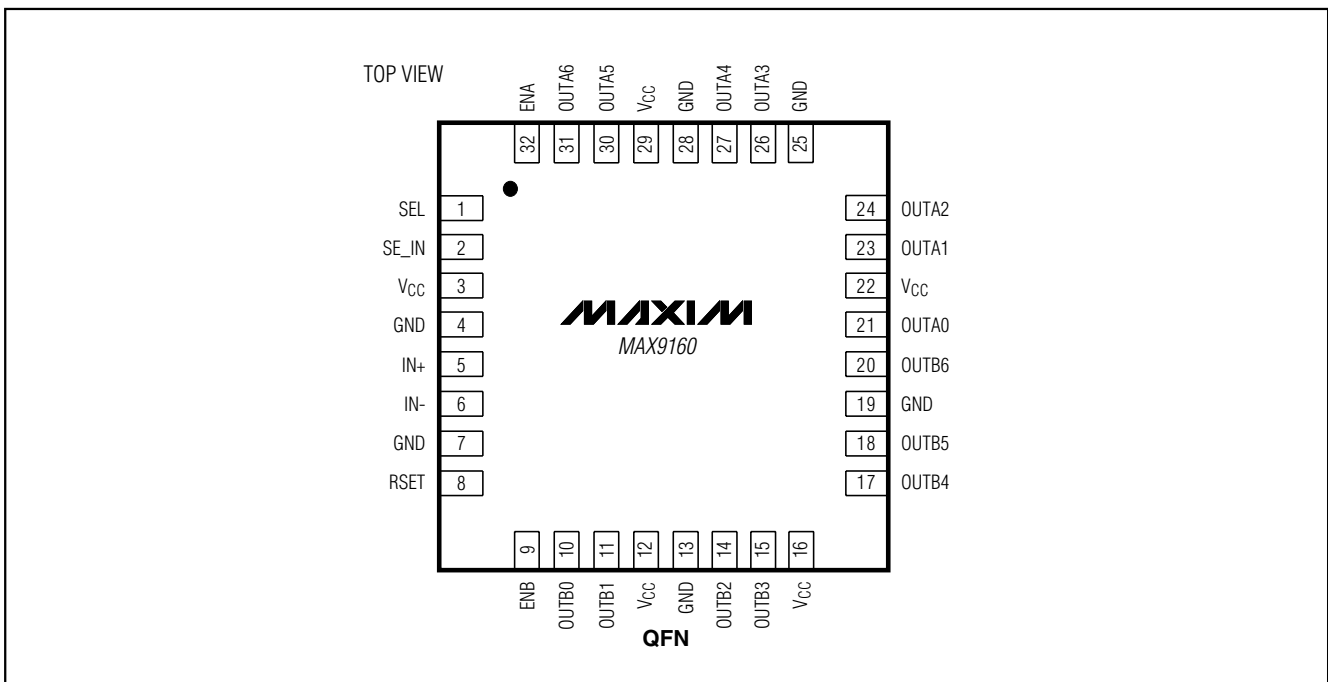 TOP VIEW
ENA
OUTA6
OUTA5
VCC
GND
OUTA4
OUTA3
GND
32
31
30
29
28
27
26
25
SEL 1
SE_IN 2
VCC 3
GND 4
IN+ 5
IN- 6
GND 7
RSET 8
MAXIM
MAX9160
24 OUTA2
23 OUTA1
22 VCC
21 OUTA0
20 OUTB6
19 GND
18 OUTB5
17 OUTB4
9
10
11
12
13
14
15
16
ENB
OUTB0
OUTB1
VCC
GND
OUTB2
OUTB3
VCC
QFN